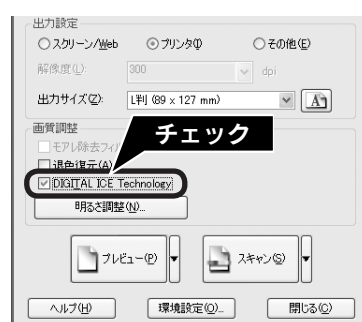 出力設定
スクリーン/Web プリンタ(I) その他(E)
解像度(L): 300 dpi
出力サイズ(Z): L判 (89 x 127 mm)
画質調整
チェック
モアレ除去フィ
退色復元(A)
DIGITAL ICE Technology
明るさ調整(N)...
プレビュー(P) スキャン(S)
ヘルプ(H) 環境設定(O)... 閉じる(C)